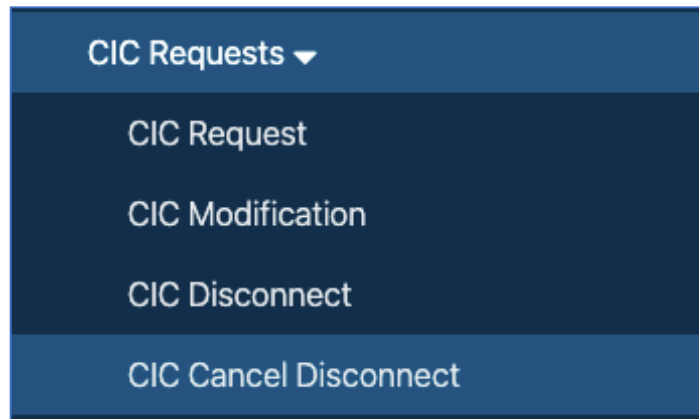 CIC Requests
CIC Request
CIC Modification
CIC Disconnect
CIC Cancel Disconnect